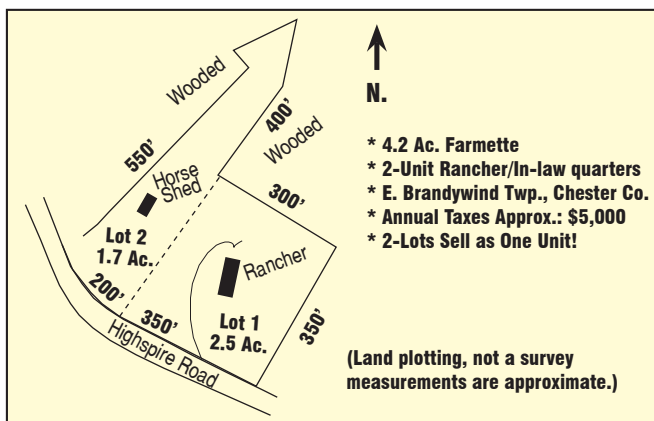 Wooded
550'
400'
Wooded
Horse
Shed
300'
Lot 2
1.7 Ac.
Rancher
200'
350'
Lot 1
2.5 Ac.
350'
Highspire Road
N.
* 4.2 Ac. Farmette
* 2-Unit Rancher/In-law quarters
* E. Brandywind Twp., Chester Co.
* Annual Taxes Approx.: $5,000
* 2-Lots Sell as One Unit!
(Land plotting, not a survey
measurements are approximate.)